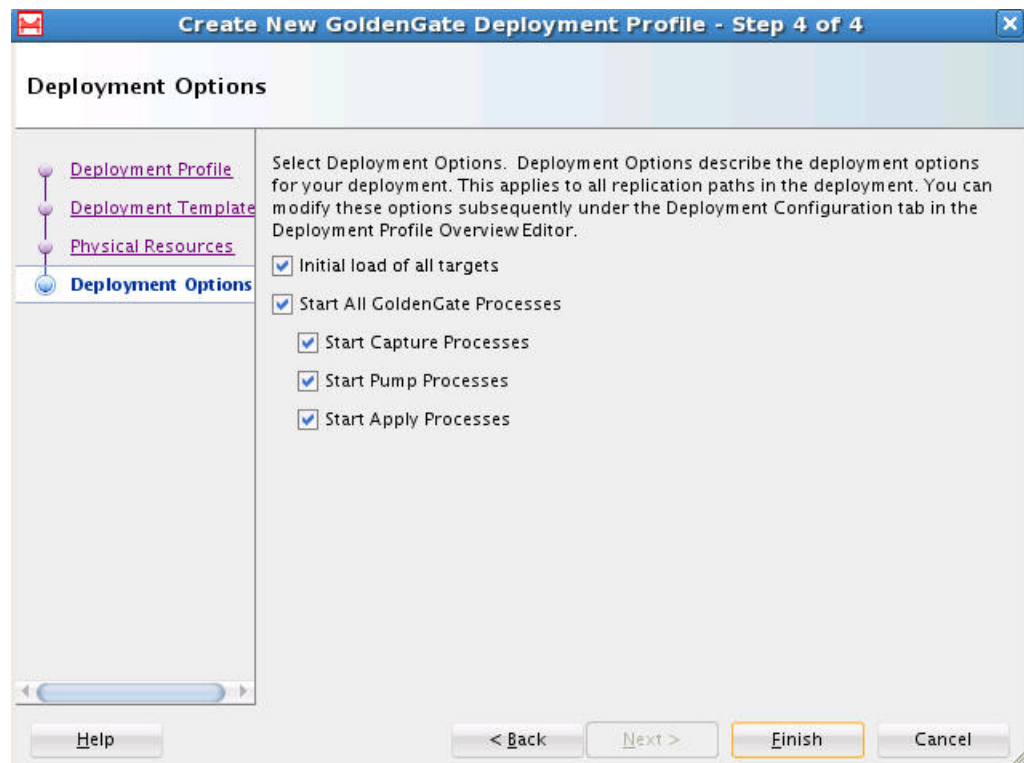 Create New GoldenGate Deployment Profile - Step 4 of 4
Deployment Options
Deployment Profile
Deployment Template
Physical Resources
Deployment Options
Select Deployment Options. Deployment Options describe the deployment options
for your deployment. This applies to all replication paths in the deployment. You can
modify these options subsequently under the Deployment Configuration tab in the
Deployment Profile Overview Editor.
Initial load of all targets
Start All GoldenGate Processes
Start Capture Processes
Start Pump Processes
Start Apply Processes
Help
< Back
Next >
Finish
Cancel